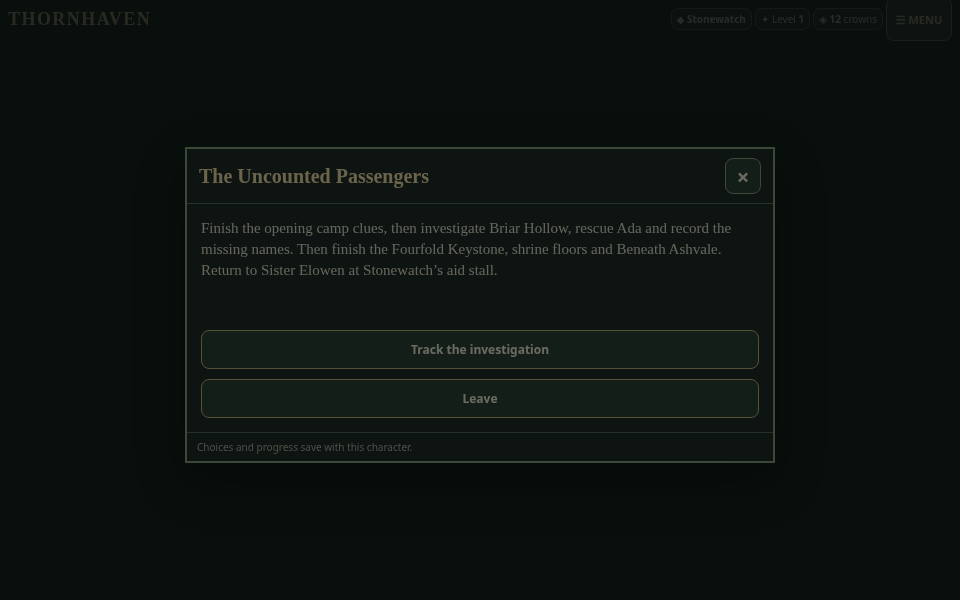 THORNHAVEN
◆ Stonewatch
✦ Level 1
◈ 12 crowns
☰ MENU
The Uncounted Passengers
×
Finish the opening camp clues, then investigate Briar Hollow, rescue Ada and record the
missing names. Then finish the Fourfold Keystone, shrine floors and Beneath Ashvale.
Return to Sister Elowen at Stonewatch’s aid stall.
Track the investigation
Leave
Choices and progress save with this character.